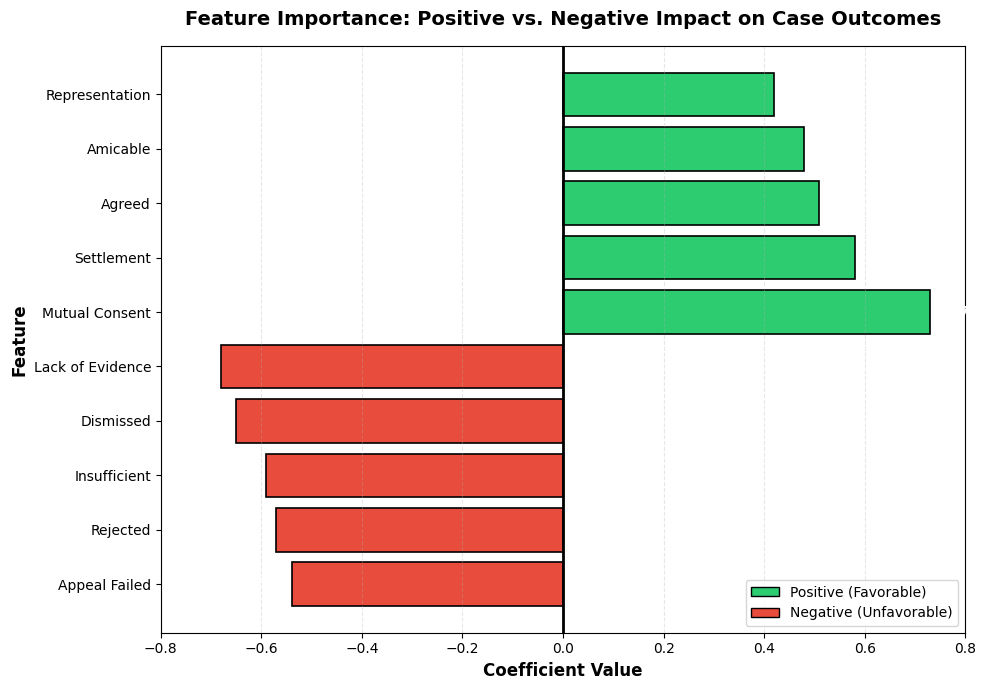 Feature Importance: Positive vs. Negative Impact on Case Outcomes
Feature
Representation
Amicable
Agreed
Settlement
Mutual Consent
Lack of Evidence
Dismissed
Insufficient
Rejected
Appeal Failed
Positive (Favorable)
Negative (Unfavorable)
−0.8 −0.6 −0.4 −0.2 0.0 0.2 0.4 0.6 0.8
Coefficient Value